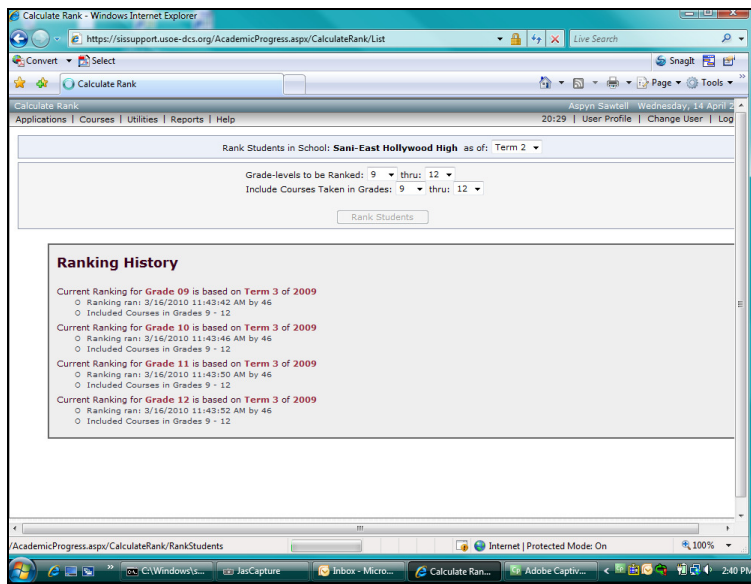 Calculate Rank - Windows Internet Explorer
https://sissupport.usoe-dcs.org/AcademicProgress.aspx/CalculateRank/List
Live Search
Convert Select
SnagIt
Calculate Rank
Page Tools
Calculate Rank Aspyn Sawtell Wednesday, 14 April 2
Applications | Courses | Utilities | Reports | Help 20:29 | User Profile | Change User | Log
Rank Students in School: Sani-East Hollywood High as of: Term 2
Grade-levels to be Ranked: 9 thru: 12
Include Courses Taken in Grades: 9 thru: 12
Rank Students
Ranking History
Current Ranking for Grade 09 is based on Term 3 of 2009
Ranking ran: 3/16/2010 11:43:42 AM by 46
Included Courses in Grades 9 - 12
Current Ranking for Grade 10 is based on Term 3 of 2009
Ranking ran: 3/16/2010 11:43:46 AM by 46
Included Courses in Grades 9 - 12
Current Ranking for Grade 11 is based on Term 3 of 2009
Ranking ran: 3/16/2010 11:43:50 AM by 46
Included Courses in Grades 9 - 12
Current Ranking for Grade 12 is based on Term 3 of 2009
Ranking ran: 3/16/2010 11:43:52 AM by 46
Included Courses in Grades 9 - 12
/AcademicProgress.aspx/CalculateRank/RankStudents Internet | Protected Mode: On 100%
C:\Windows\s... JasCapture Inbox - Micro... Calculate Ran... Adobe Captiv... 2:40 PM